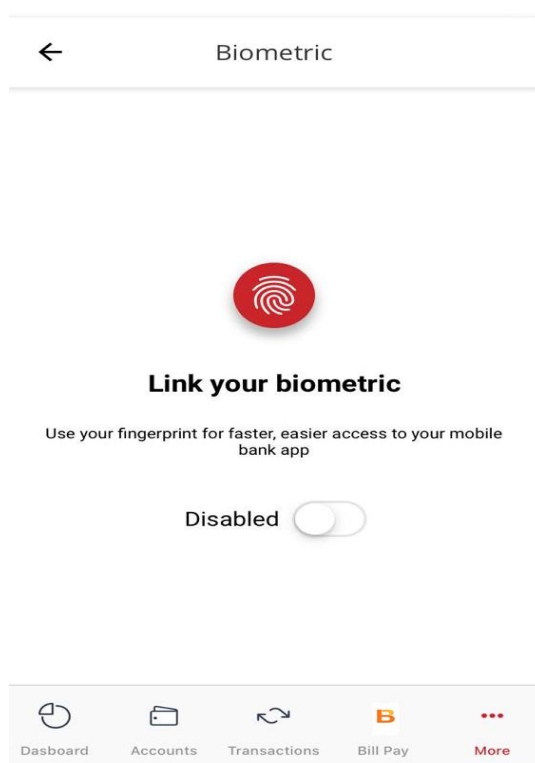 Biometric
Link your biometric
Use your fingerprint for faster, easier access to your mobile
bank app
Disabled
B
Dasboard Accounts Transactions Bill Pay More